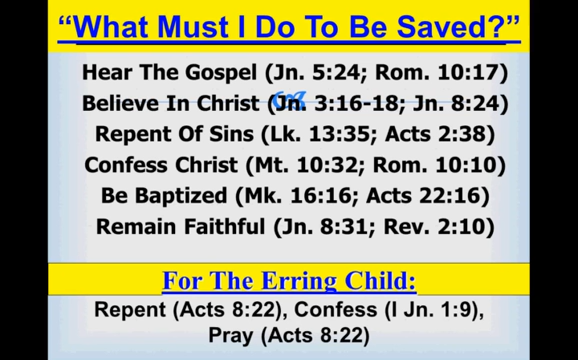 “What Must I Do To Be Saved?”
Hear The Gospel (Jn. 5:24; Rom. 10:17)
Believe In Christ (Jn. 3:16-18; Jn. 8:24)
Repent Of Sins (Lk. 13:35; Acts 2:38)
Confess Christ (Mt. 10:32; Rom. 10:10)
Be Baptized (Mk. 16:16; Acts 22:16)
Remain Faithful (Jn. 8:31; Rev. 2:10)
For The Erring Child:
Repent (Acts 8:22), Confess (I Jn. 1:9),
Pray (Acts 8:22)